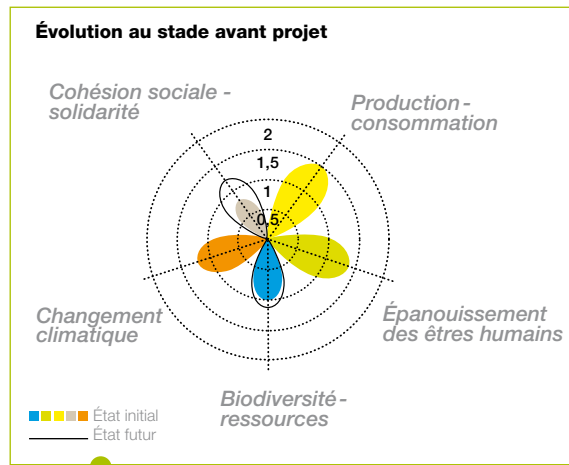 Évolution au stade avant projet
Cohésion sociale -
solidarité
Production -
consommation
2
1,5
1
0,5
Changement
climatique
Épanouissement
des êtres humains
Biodiversité -
ressources
État initial
État futur